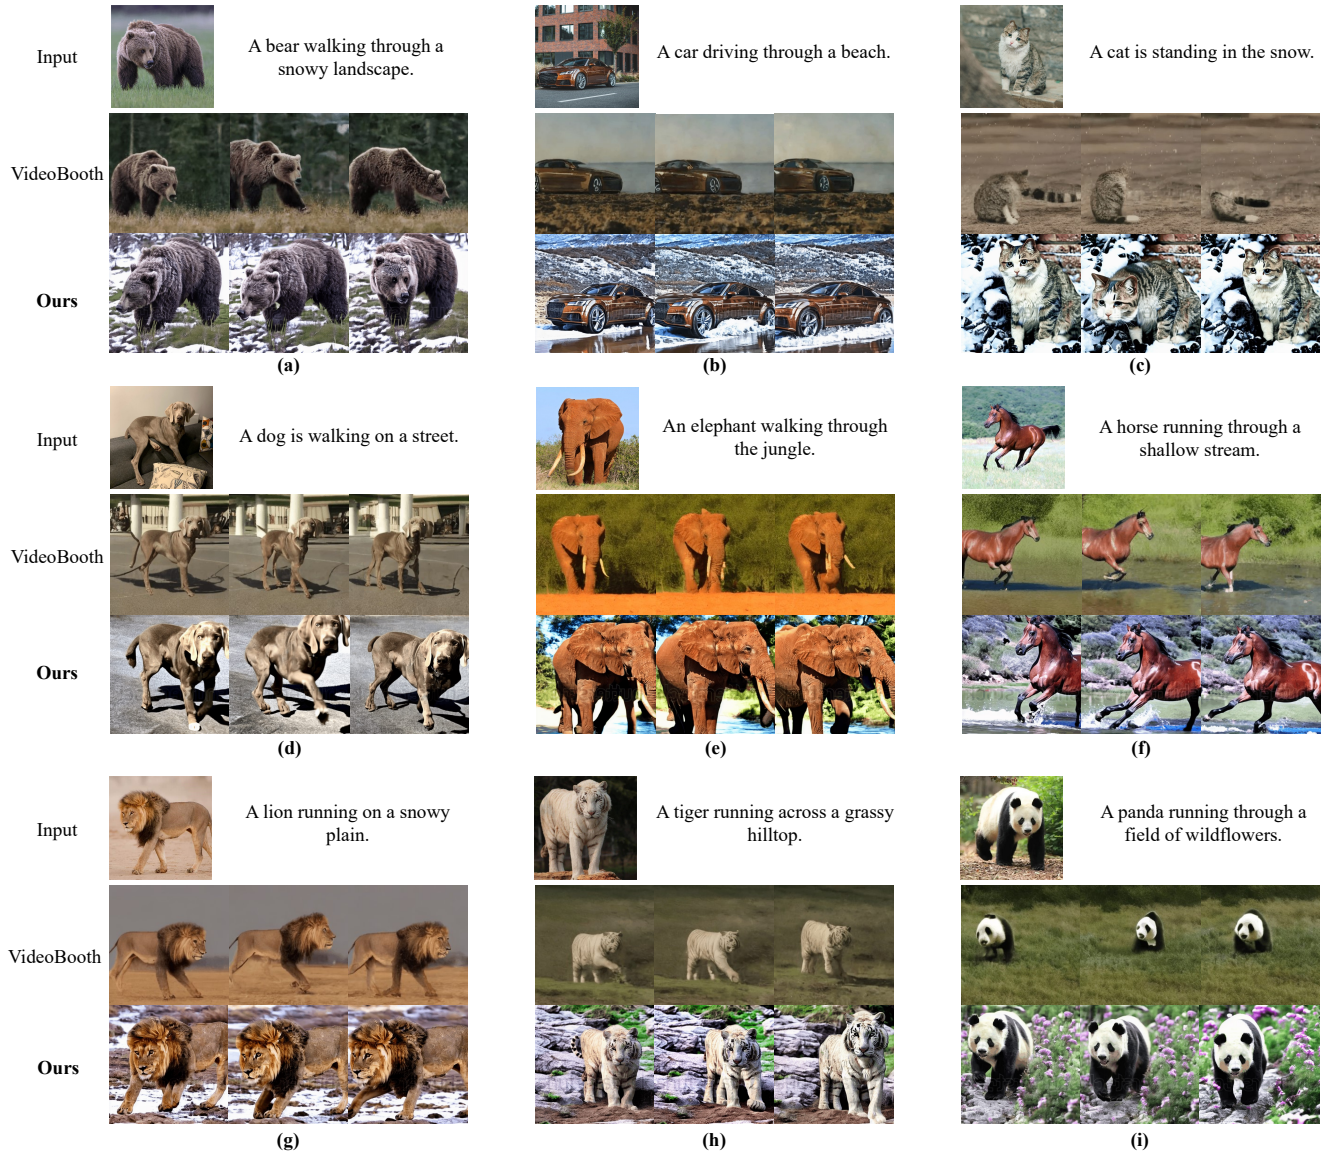 Input
A bear walking through a
snowy landscape.
A car driving through a beach.
A cat is standing in the snow.
VideoBooth
Ours
(a)
(b)
(c)
Input
A dog is walking on a street.
An elephant walking through
the jungle.
A horse running through a
shallow stream.
VideoBooth
Ours
(d)
(e)
(f)
Input
A lion running on a snowy
plain.
A tiger running across a grassy
hilltop.
A panda running through a
field of wildflowers.
VideoBooth
Ours
(g)
(h)
(i)